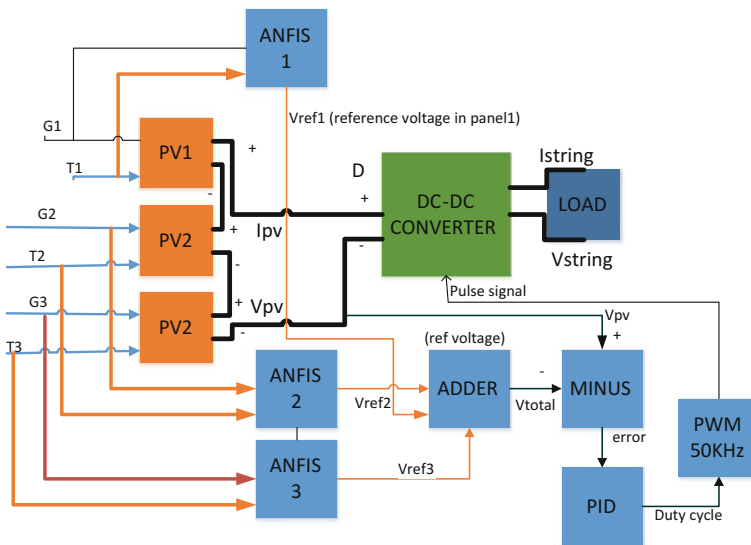 ANFIS
1
Vref1 (reference voltage in panel1)
G1
PV1
+
T1
-
D
+
DC-DC
CONVERTER
Istring
LOAD
Vstring
G2
PV2
+
Ipv
T2
-
-
G3
PV2
+
Vpv
-
Pulse signal
T3
Vpv
+
(ref voltage)
ANFIS
2
Vref2
ADDER
-
Vtotal
MINUS
PWM
50KHz
error
ANFIS
3
Vref3
PID
Duty cycle